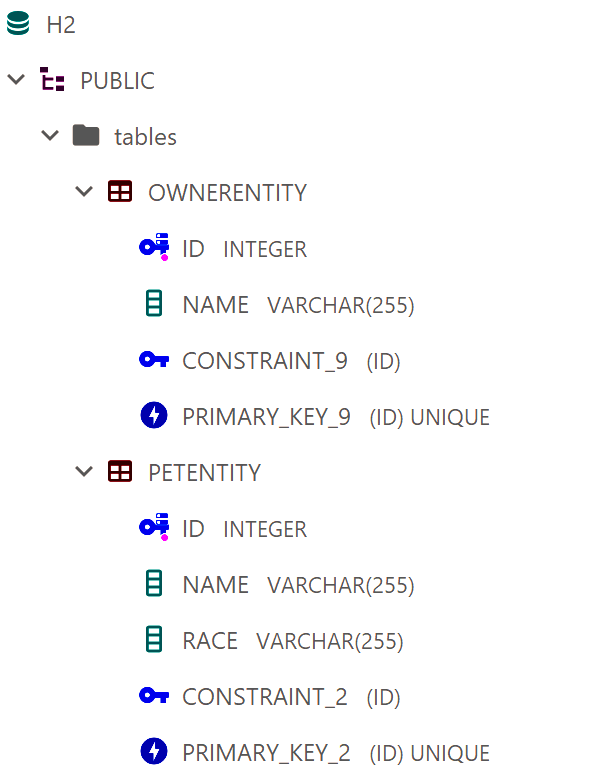 H2
PUBLIC
tables
OWNERENTITY
ID INTEGER
NAME VARCHAR(255)
CONSTRAINT_9 (ID)
PRIMARY_KEY_9 (ID) UNIQUE
PETENTITY
ID INTEGER
NAME VARCHAR(255)
RACE VARCHAR(255)
CONSTRAINT_2 (ID)
PRIMARY_KEY_2 (ID) UNIQUE